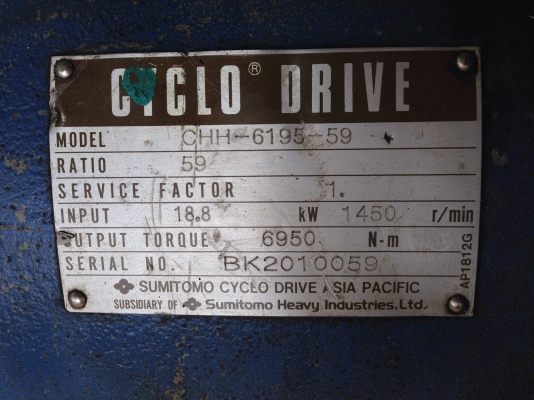 CYCLO® DRIVE
MODEL CHH-6195-59
RATIO 59
SERVICE FACTOR 1.
INPUT 18.8 kW 1450 r/min
OUTPUT TORQUE 6950 N-m
SERIAL NO. BK2010059
SUMITOMO CYCLO DRIVE ASIA PACIFIC
SUBSIDIARY OF Sumitomo Heavy Industries.Ltd.
AP1812G